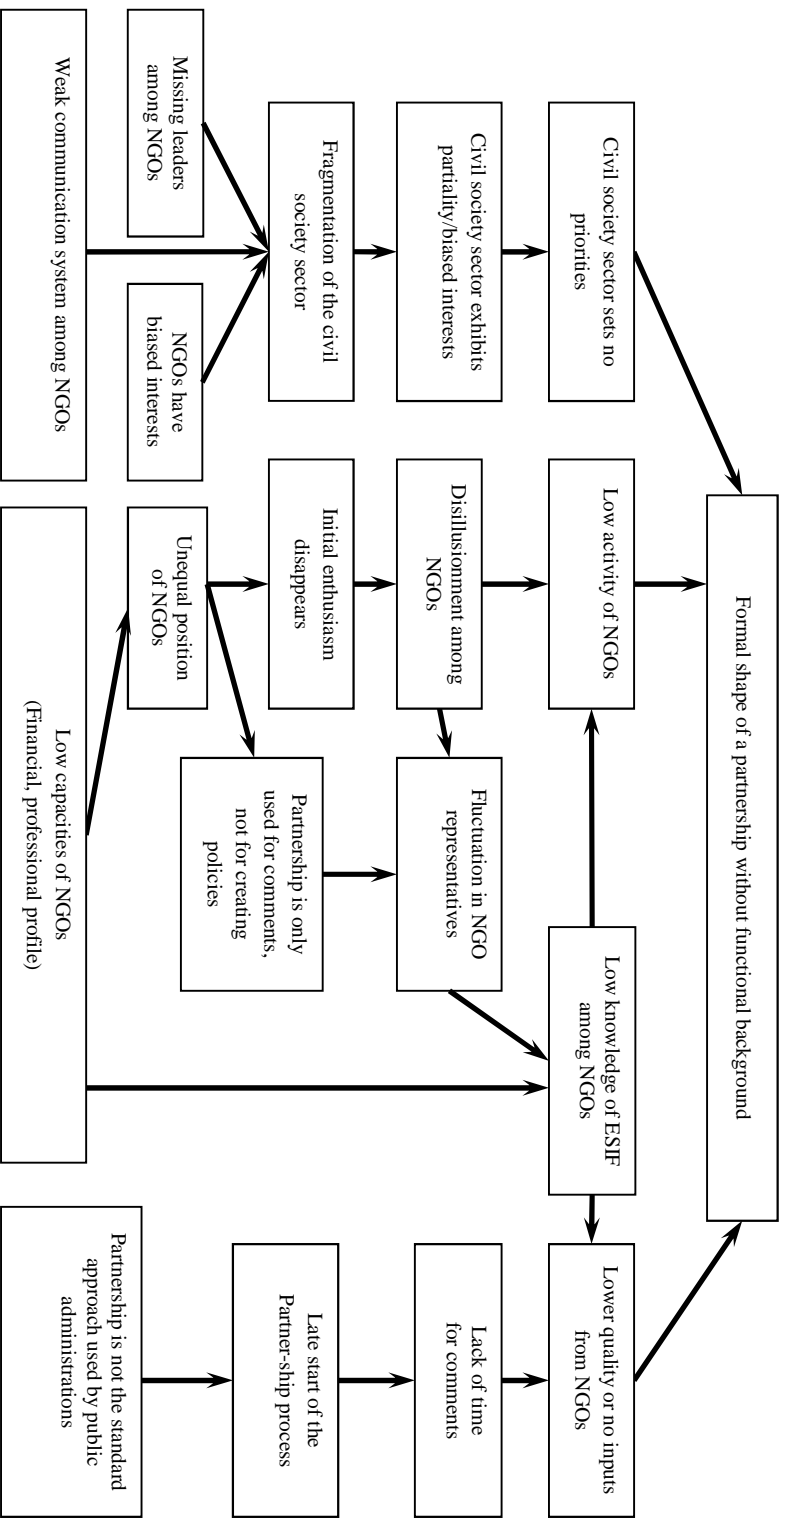 Formal shape of a partnership without functional background
Civil society sector sets no
priorities
Low activity of NGOs
Low knowledge of ESIF
among NGOs
Lower quality or no inputs
from NGOs
Civil society sector exhibits
partiality/biased interests
Disillusionment among
NGOs
Fluctuation in NGO
representatives
Lack of time
for comments
Fragmentation of the civil
society sector
Initial enthusiasm
disappears
Partnership is only
used for comments,
not for creating
policies
Late start of the
Partner-ship process
Missing leaders
among NGOs
NGOs have
biased interests
Unequal position
of NGOs
Partnership is not the standard
approach used by public
administrations
Weak communication system among NGOs
Low capacities of NGOs
(Financial, professional profile)